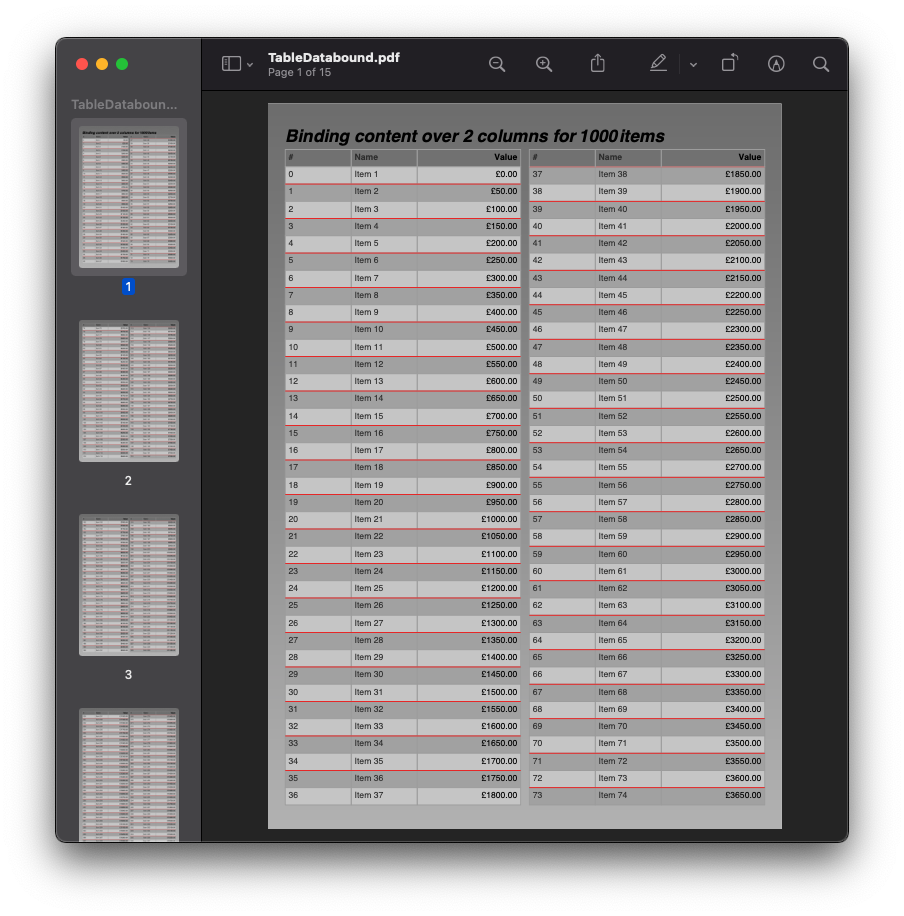 TableDatabound.pdf
Page 1 of 15
TableDataboun...
1
2
3
Binding content over 2 columns for 1000 items
# Name Value
0 Item 1 £0.00
1 Item 2 £50.00
2 Item 3 £100.00
3 Item 4 £150.00
4 Item 5 £200.00
5 Item 6 £250.00
6 Item 7 £300.00
7 Item 8 £350.00
8 Item 9 £400.00
9 Item 10 £450.00
10 Item 11 £500.00
11 Item 12 £550.00
12 Item 13 £600.00
13 Item 14 £650.00
14 Item 15 £700.00
15 Item 16 £750.00
16 Item 17 £800.00
17 Item 18 £850.00
18 Item 19 £900.00
19 Item 20 £950.00
20 Item 21 £1000.00
21 Item 22 £1050.00
22 Item 23 £1100.00
23 Item 24 £1150.00
24 Item 25 £1200.00
25 Item 26 £1250.00
26 Item 27 £1300.00
27 Item 28 £1350.00
28 Item 29 £1400.00
29 Item 30 £1450.00
30 Item 31 £1500.00
31 Item 32 £1550.00
32 Item 33 £1600.00
33 Item 34 £1650.00
34 Item 35 £1700.00
35 Item 36 £1750.00
36 Item 37 £1800.00
# Name Value
37 Item 38 £1850.00
38 Item 39 £1900.00
39 Item 40 £1950.00
40 Item 41 £2000.00
41 Item 42 £2050.00
42 Item 43 £2100.00
43 Item 44 £2150.00
44 Item 45 £2200.00
45 Item 46 £2250.00
46 Item 47 £2300.00
47 Item 48 £2350.00
48 Item 49 £2400.00
49 Item 50 £2450.00
50 Item 51 £2500.00
51 Item 52 £2550.00
52 Item 53 £2600.00
53 Item 54 £2650.00
54 Item 55 £2700.00
55 Item 56 £2750.00
56 Item 57 £2800.00
57 Item 58 £2850.00
58 Item 59 £2900.00
59 Item 60 £2950.00
60 Item 61 £3000.00
61 Item 62 £3050.00
62 Item 63 £3100.00
63 Item 64 £3150.00
64 Item 65 £3200.00
65 Item 66 £3250.00
66 Item 67 £3300.00
67 Item 68 £3350.00
68 Item 69 £3400.00
69 Item 70 £3450.00
70 Item 71 £3500.00
71 Item 72 £3550.00
72 Item 73 £3600.00
73 Item 74 £3650.00